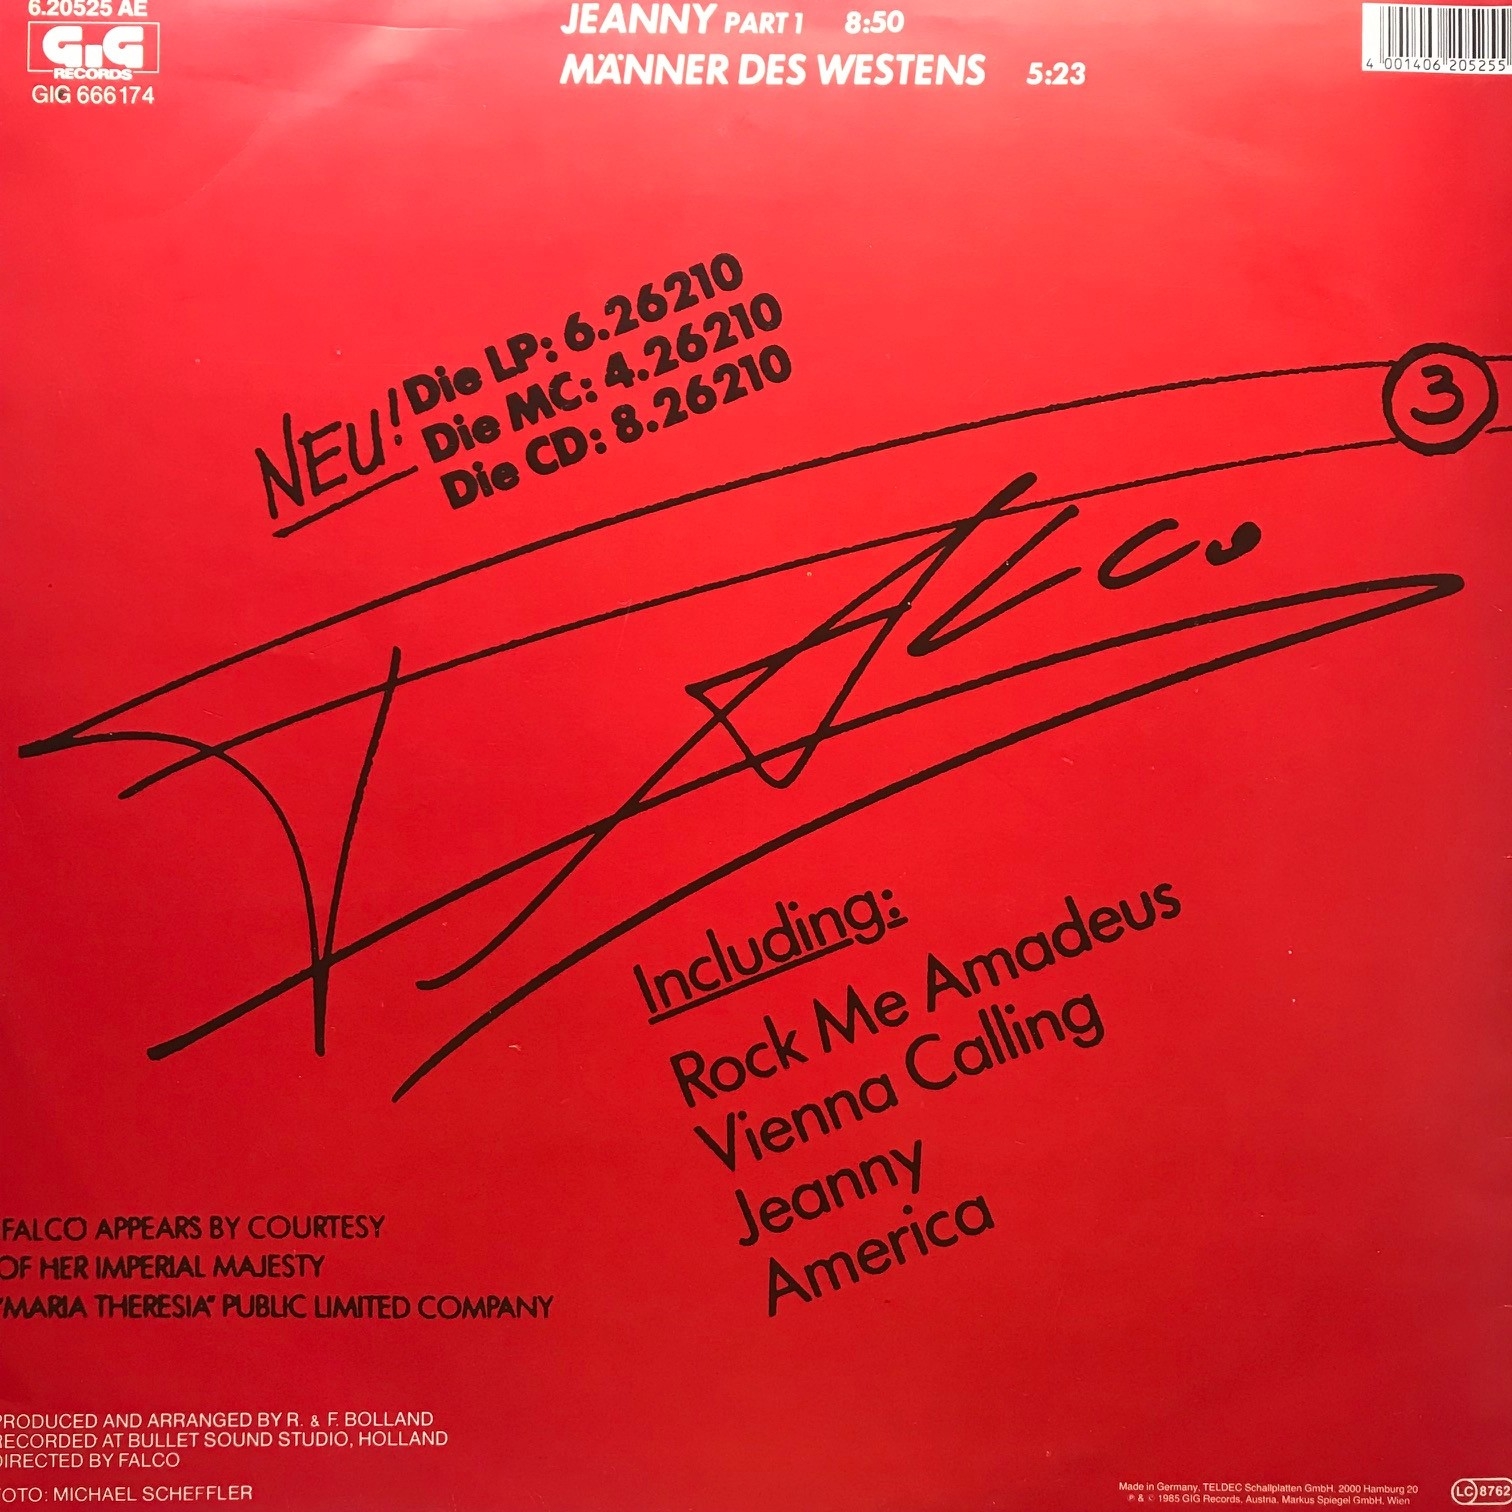 6.20525 AE
GiG
RECORDS
GIG 666174
JEANNY PART 1 8:50
MÄNNER DES WESTENS 5:23
4 001406 205255
NEU! Die LP: 6.26210
Die MC: 4.26210
Die CD: 8.26210
3
FALCO
Including:
Rock Me Amadeus
Vienna Calling
Jeanny
America
FALCO APPEARS BY COURTESY
OF HER IMPERIAL MAJESTY
"MARIA THERESIA" PUBLIC LIMITED COMPANY
PRODUCED AND ARRANGED BY R. & F. BOLLAND
RECORDED AT BULLET SOUND STUDIO, HOLLAND
DIRECTED BY FALCO
FOTO: MICHAEL SCHEFFLER
Made in Germany, TELDEC Schallplatten GmbH. 2000 Hamburg 20
℗ & © 1985 GIG Records, Austria, Markus Spiegel GmbH, Wien
LC 8762